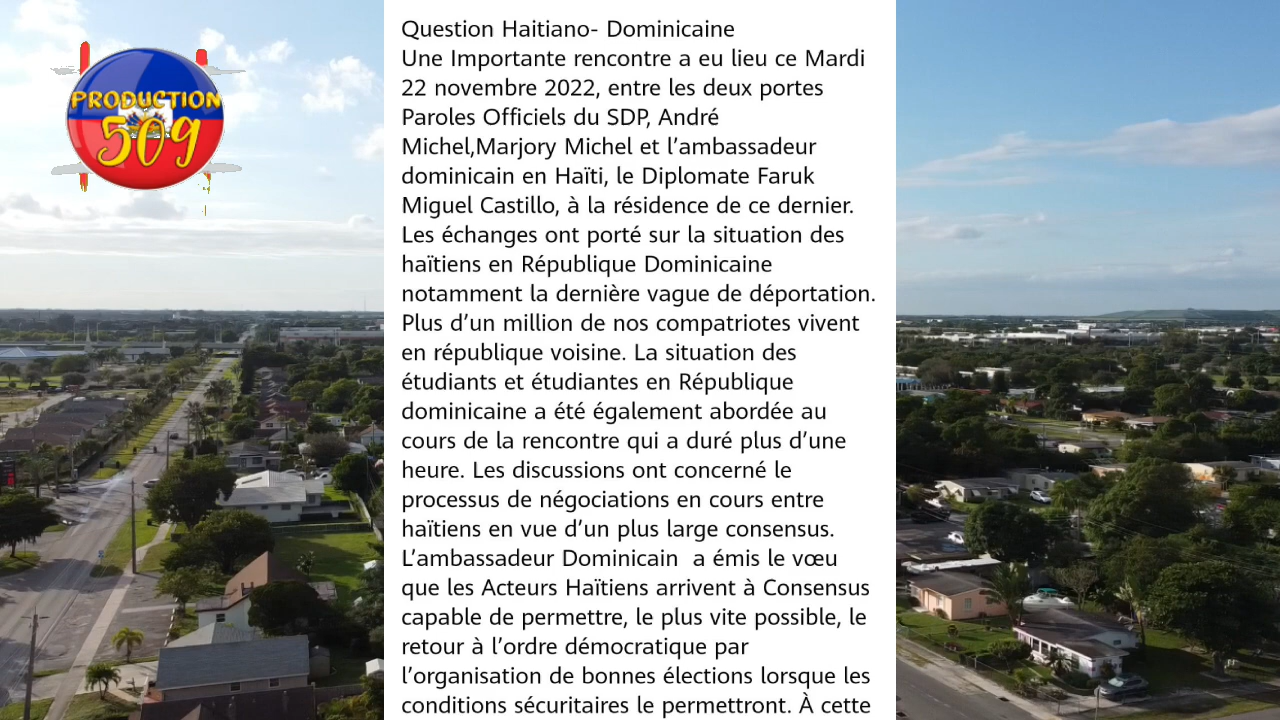 PRODUCTION
509
Question Haitiano- Dominicaine
Une Importante rencontre a eu lieu ce Mardi
22 novembre 2022, entre les deux portes
Paroles Officiels du SDP, André
Michel,Marjory Michel et l’ambassadeur
dominicain en Haïti, le Diplomate Faruk
Miguel Castillo, à la résidence de ce dernier.
Les échanges ont porté sur la situation des
haïtiens en République Dominicaine
notamment la dernière vague de déportation.
Plus d’un million de nos compatriotes vivent
en république voisine. La situation des
étudiants et étudiantes en République
dominicaine a été également abordée au
cours de la rencontre qui a duré plus d’une
heure. Les discussions ont concerné le
processus de négociations en cours entre
haïtiens en vue d’un plus large consensus.
L’ambassadeur Dominicain  a émis le vœu
que les Acteurs Haïtiens arrivent à Consensus
capable de permettre, le plus vite possible, le
retour à l’ordre démocratique par
l’organisation de bonnes élections lorsque les
conditions sécuritaires le permettront. À cette